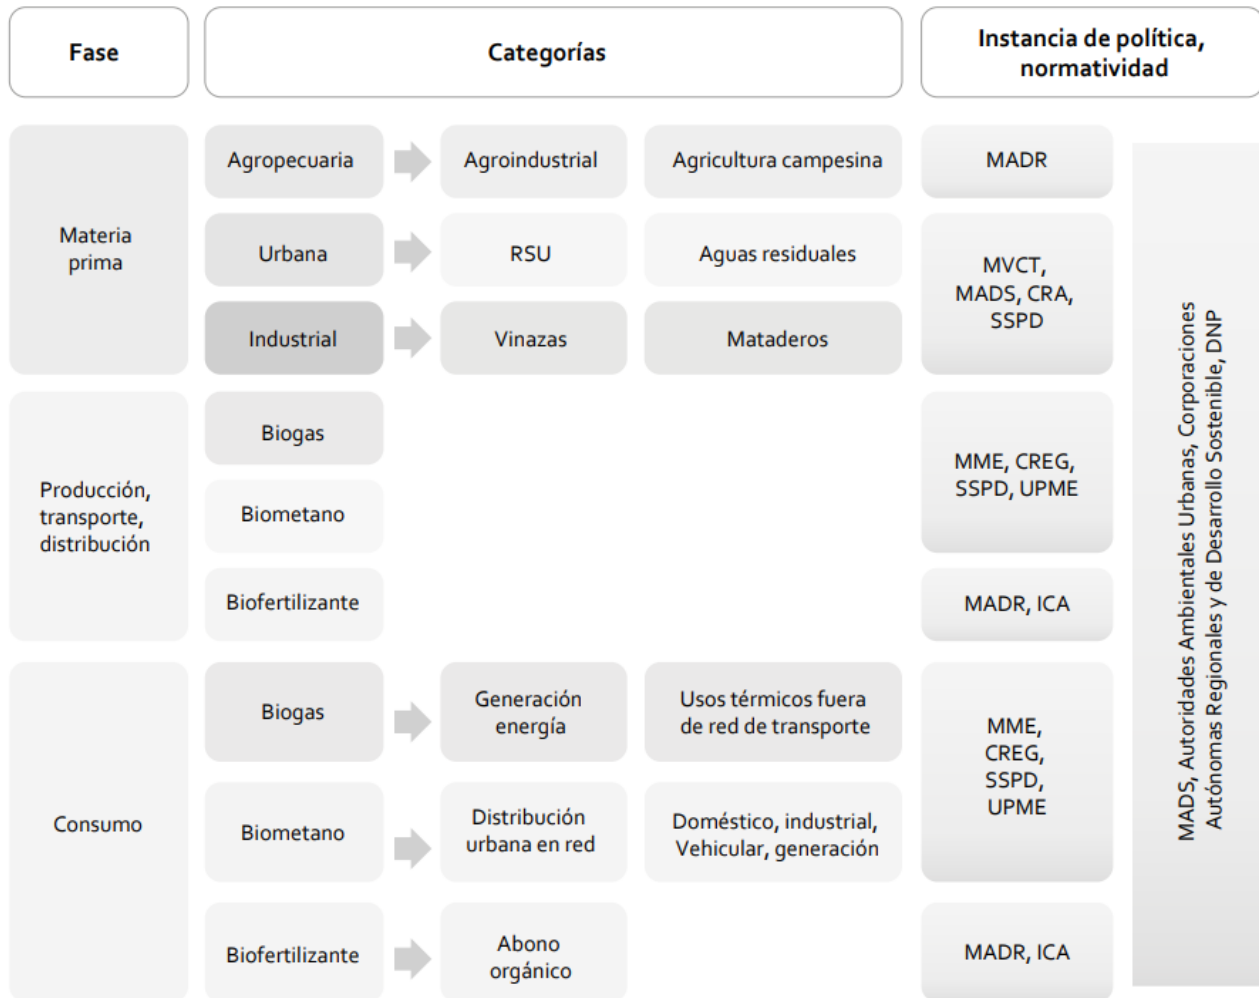 Fase
Categorías
Instancia de política,
normatividad
Materia
prima
Agropecuaria
Agroindustrial
Agricultura campesina
MADR
Urbana
RSU
Aguas residuales
MVCT,
MADS, CRA,
SSPD
Industrial
Vinazas
Mataderos
Producción,
transporte,
distribución
Biogas
Biometano
MME, CREG,
SSPD, UPME
Biofertilizante
MADR, ICA
Consumo
Biogas
Generación
energía
Usos térmicos fuera
de red de transporte
MME,
CREG,
SSPD,
UPME
Biometano
Distribución
urbana en red
Doméstico, industrial,
Vehicular, generación
Biofertilizante
Abono
orgánico
MADR, ICA
MADS, Autoridades Ambientales Urbanas, Corporaciones
Autónomas Regionales y de Desarrollo Sostenible, DNP